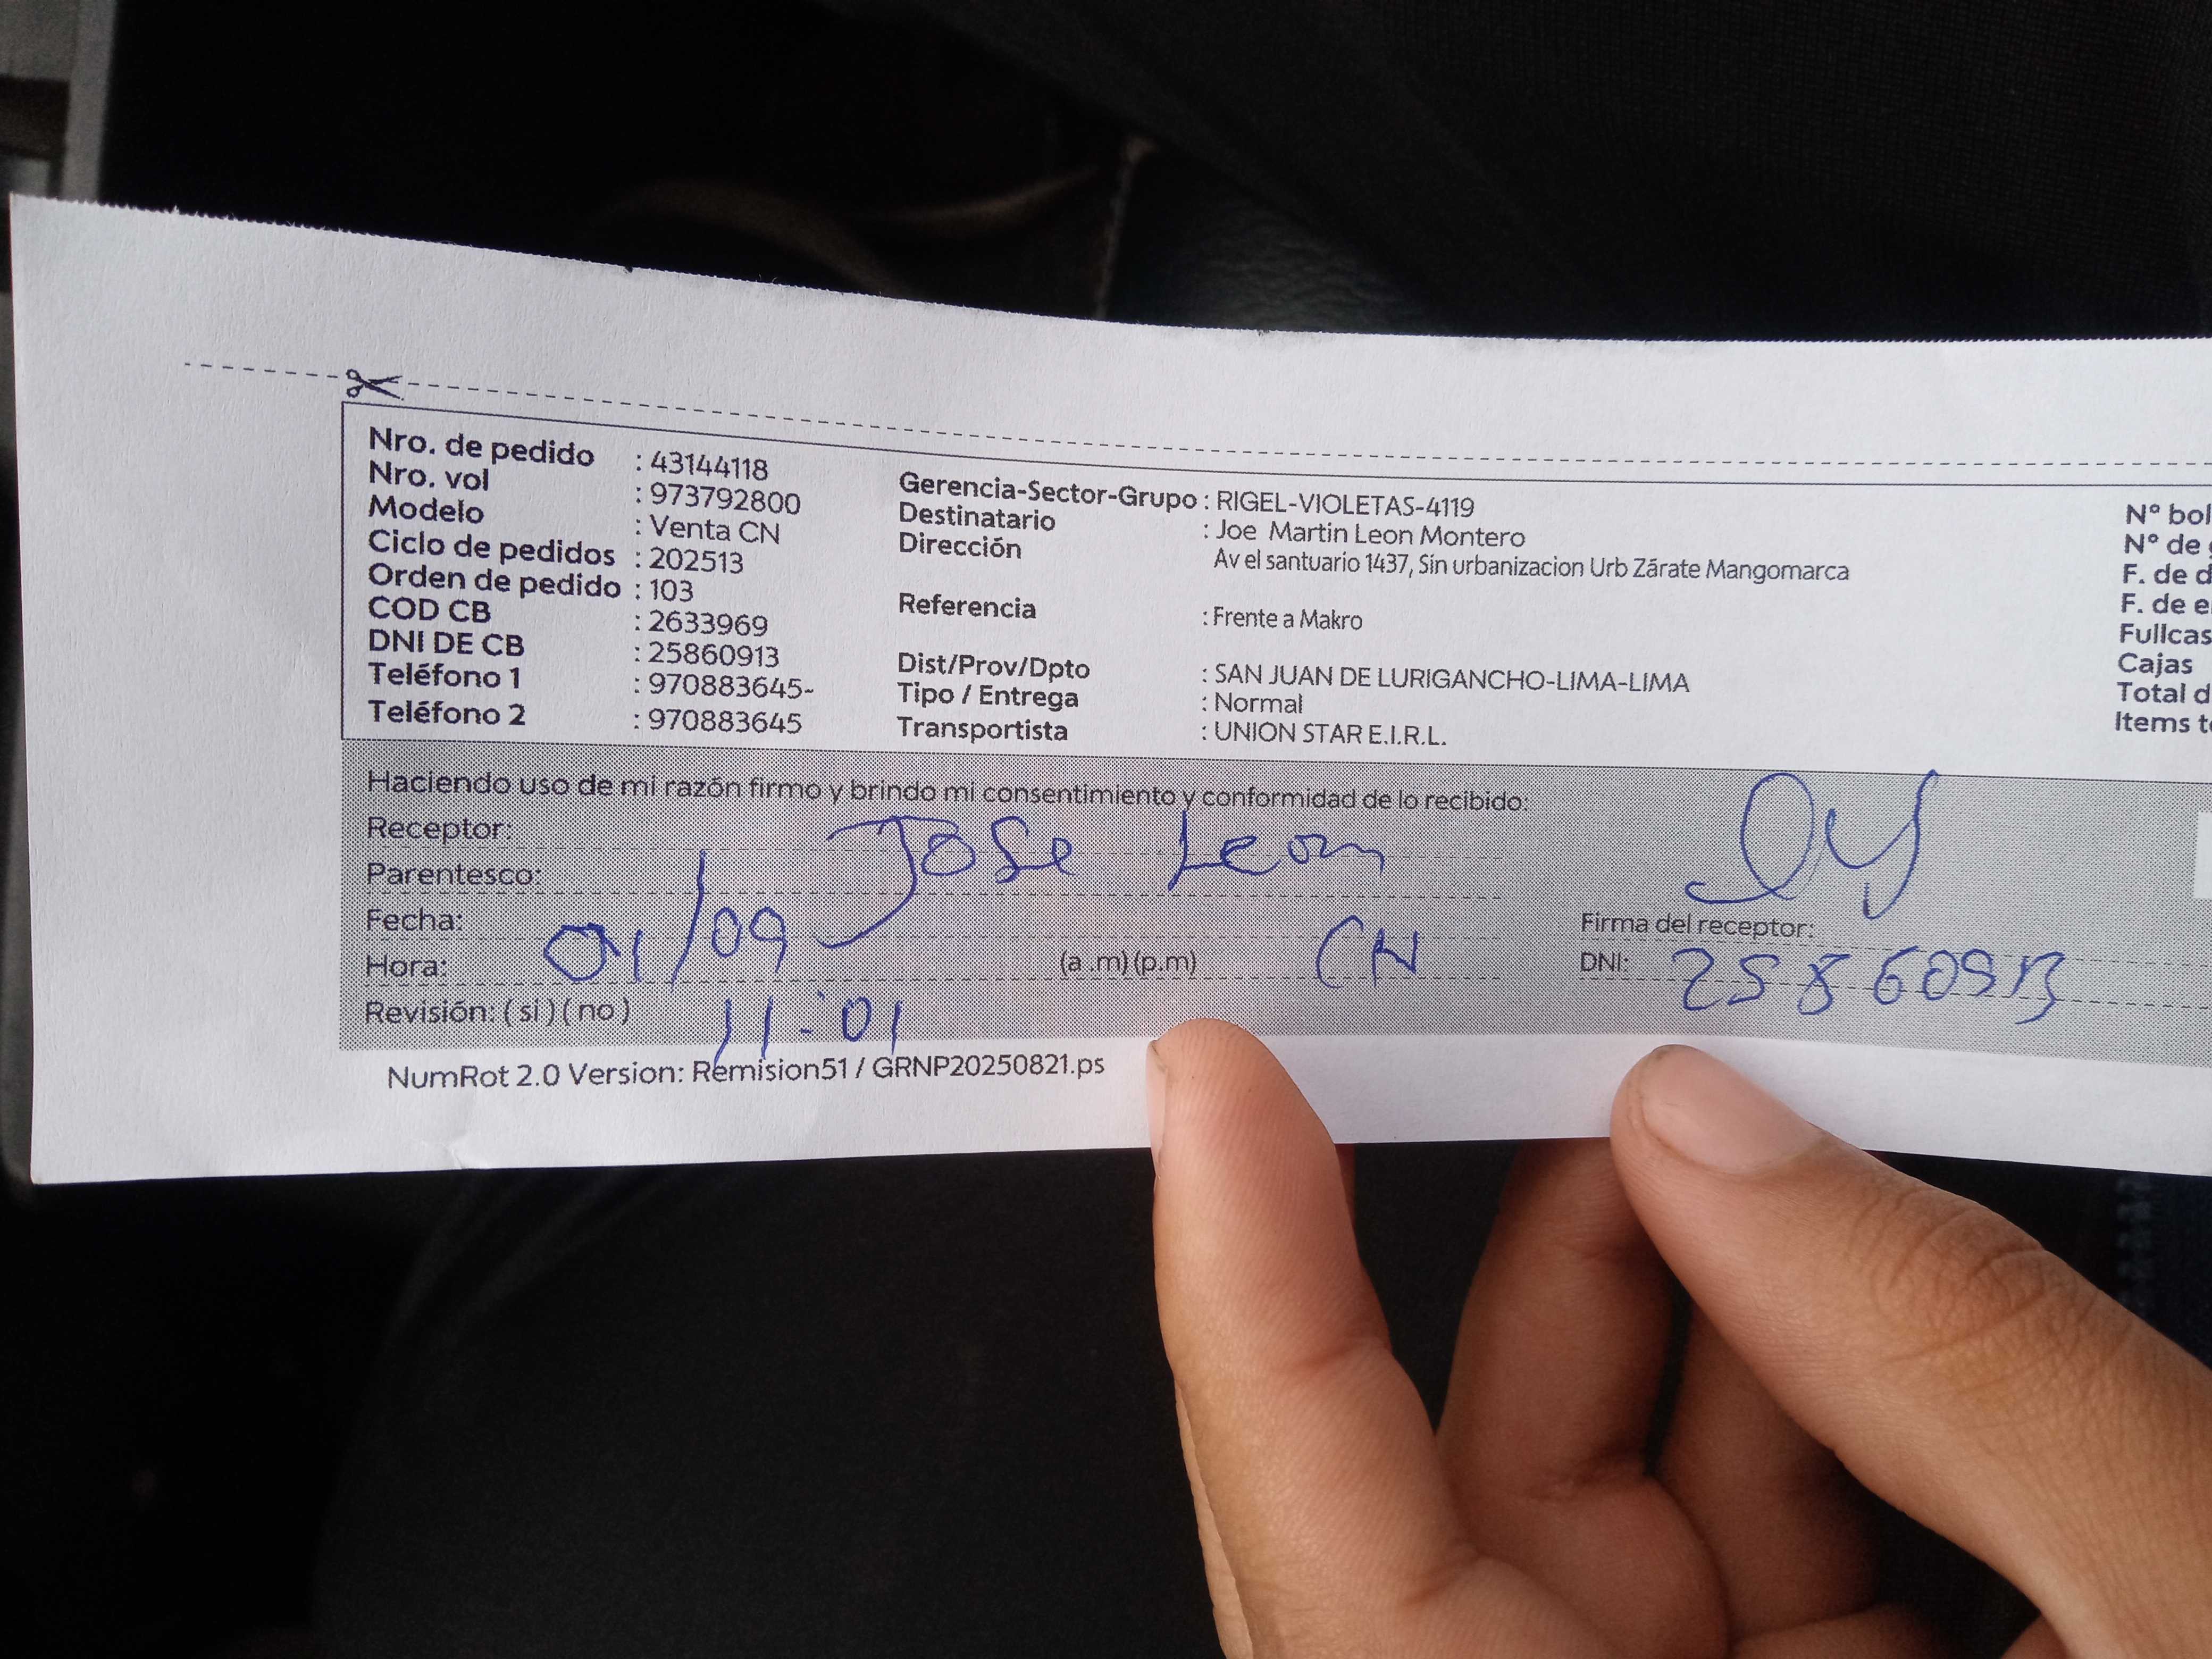 Nro. de pedido : 43144118
Nro. vol : 973792800
Modelo : Venta CN
Ciclo de pedidos : 202513
Orden de pedido : 103
COD CB : 2633969
DNI DE CB : 25860913
Teléfono 1 : 970883645-
Teléfono 2 : 970883645
Gerencia-Sector-Grupo : RIGEL-VIOLETAS-4119
Destinatario : Joe Martin Leon Montero
Dirección Av el santuario 1437, Sin urbanizacion Urb Zárate Mangomarca
Referencia : Frente a Makro
Dist/Prov/Dpto : SAN JUAN DE LURIGANCHO-LIMA-LIMA
Tipo / Entrega : Normal
Transportista : UNION STAR E.I.R.L.
N° bol
N° de
F. de d
F. de e
Fullcas
Cajas
Total d
Items t
Haciendo uso de mi razón firmo y brindo mi consentimiento y conformidad de lo recibido:
Receptor: Jose Leon
Parentesco:
Fecha: 01/09
Hora: (a .m) (p.m) CN
Revisión: ( si ) ( no ) 11:01
Firma del receptor:
DNI: 25860913
NumRot 2.0 Version: Remision51 / GRNP20250821.ps